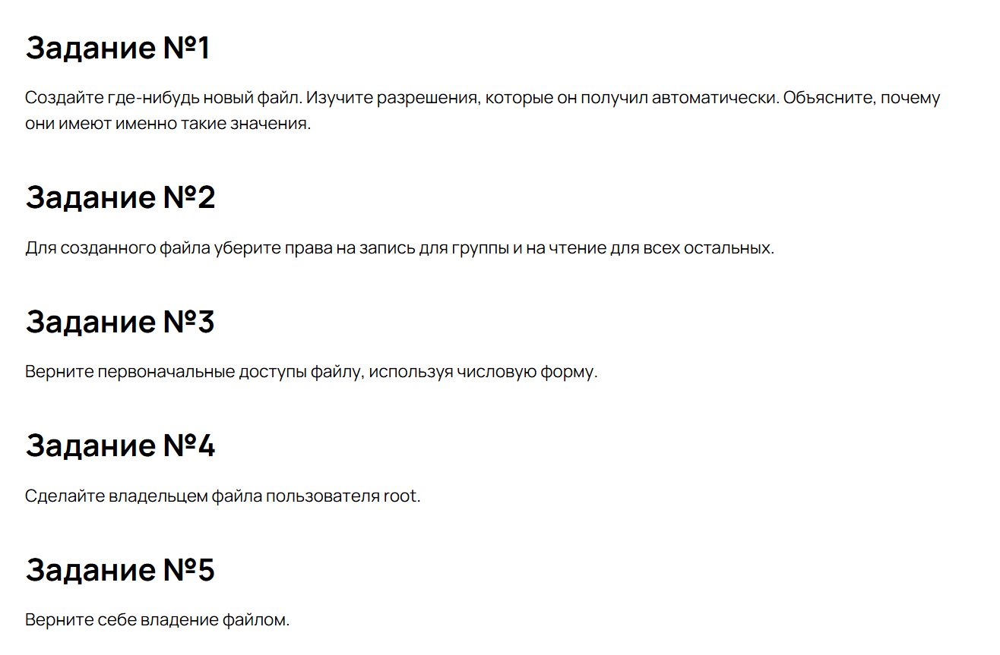 Задание №1
Создайте где-нибудь новый файл. Изучите разрешения, которые он получил автоматически. Объясните, почему
они имеют именно такие значения.
Задание №2
Для созданного файла уберите права на запись для группы и на чтение для всех остальных.
Задание №3
Верните первоначальные доступы файлу, используя числовую форму.
Задание №4
Сделайте владельцем файла пользователя root.
Задание №5
Верните себе владение файлом.